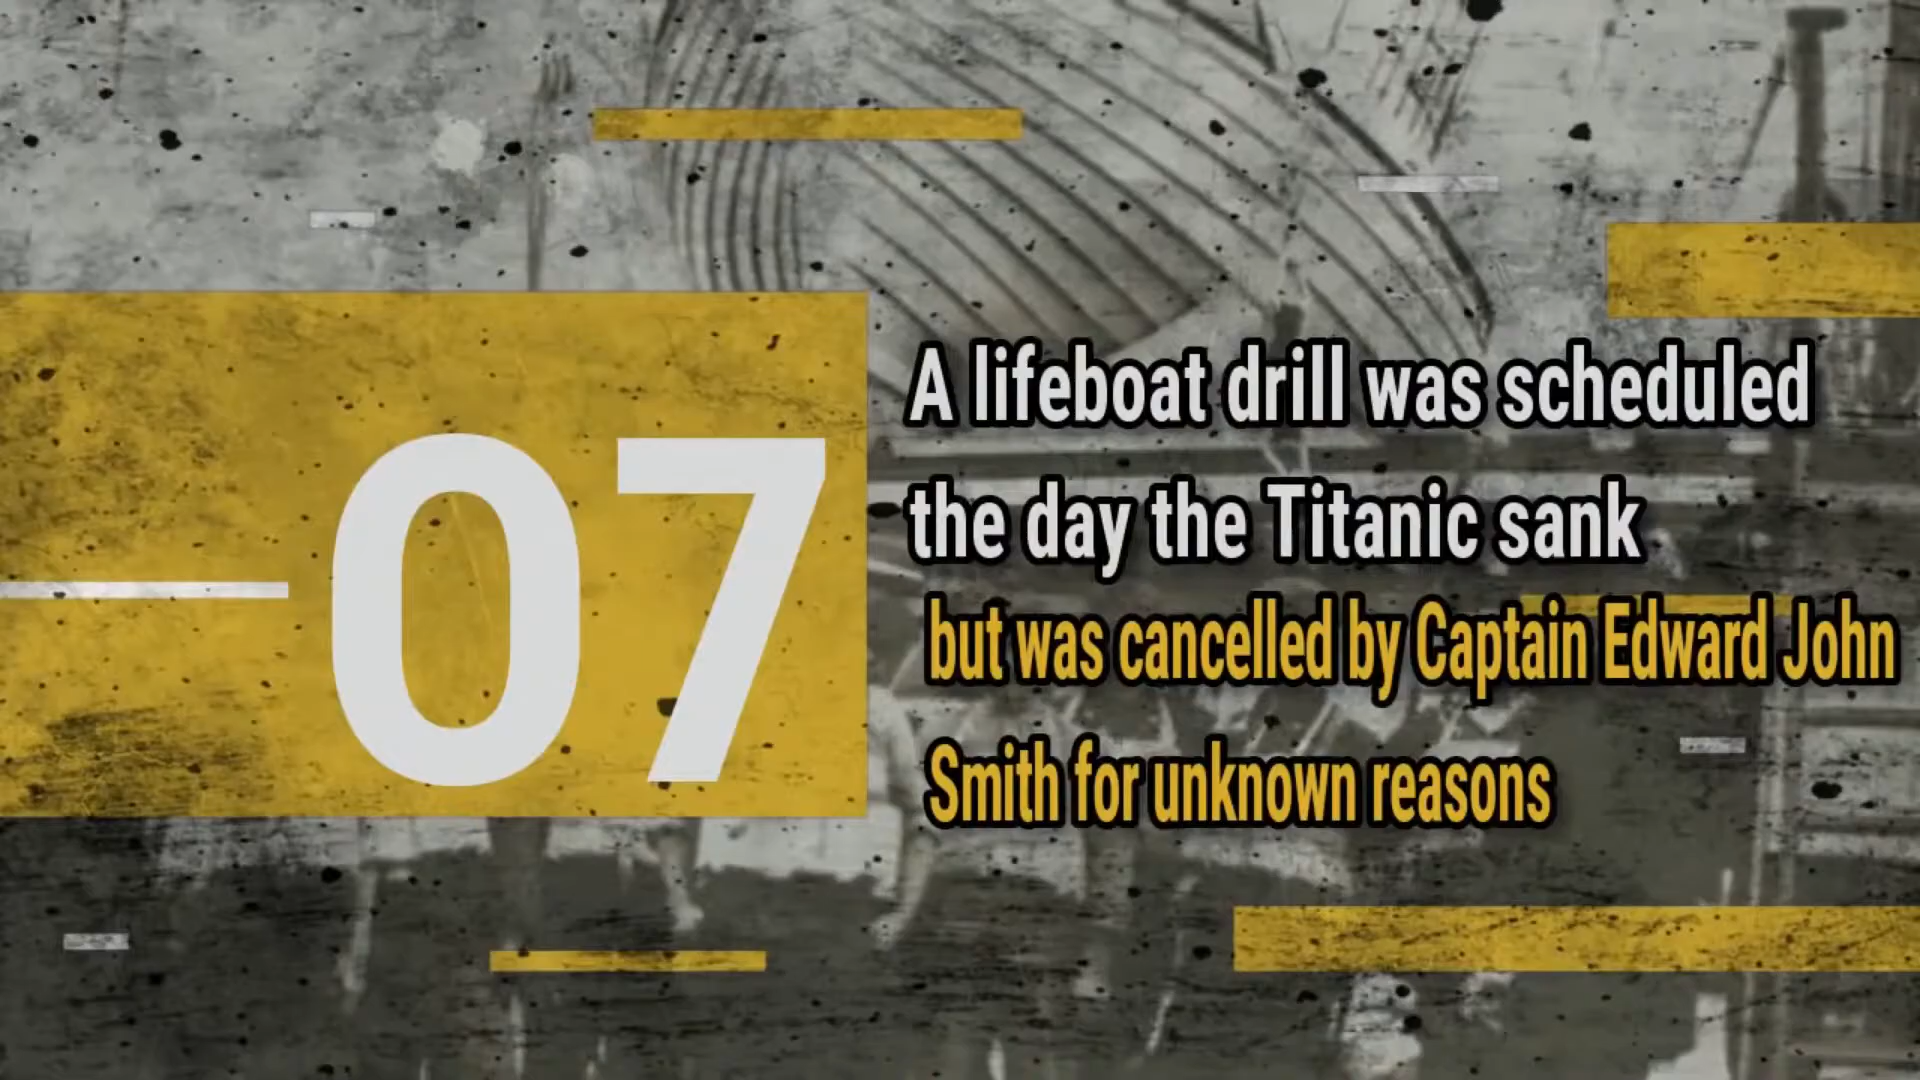 07
A lifeboat drill was scheduled
the day the Titanic sank
but was cancelled by Captain Edward John
Smith for unknown reasons